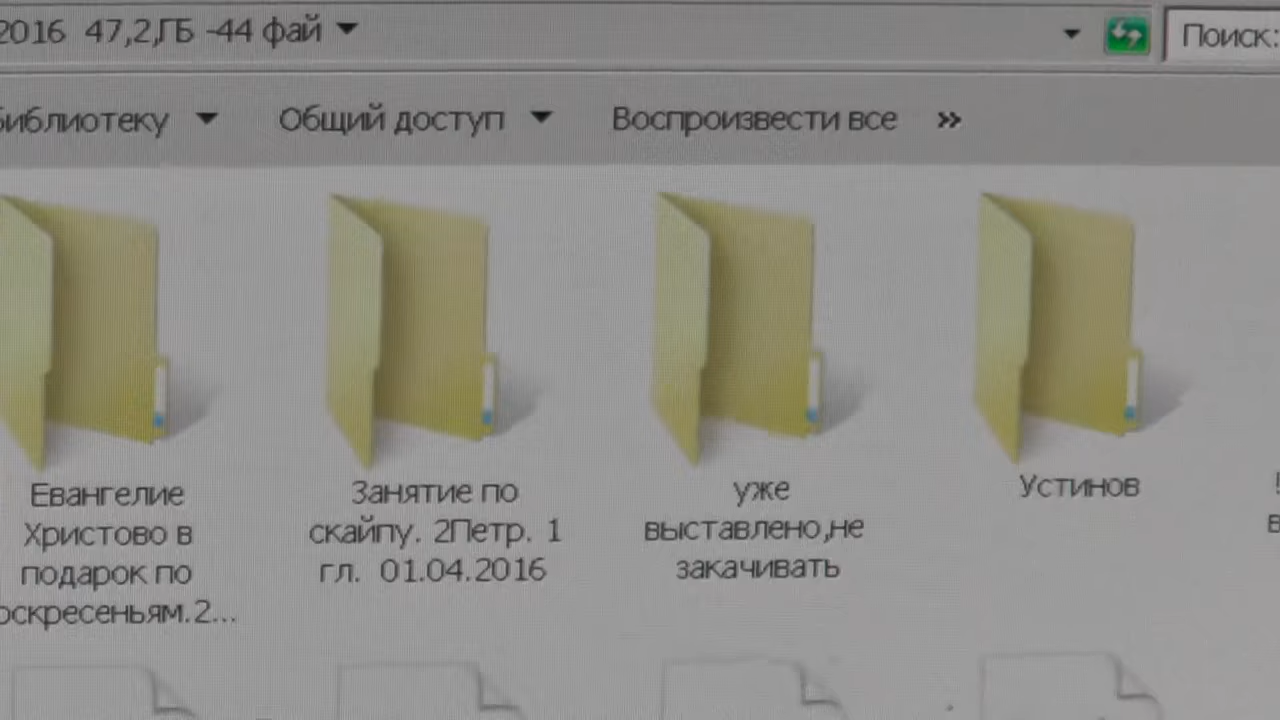 2016 47,2,ГБ -44 фай
Поиск:
библиотеку
Общий доступ
Воспроизвести все
»
Евангелие
Христово в
подарок по
оскресеньям.2...
Занятие по
скайпу. 2Петр. 1
гл. 01.04.2016
уже
выставлено,не
закачивать
Устинов